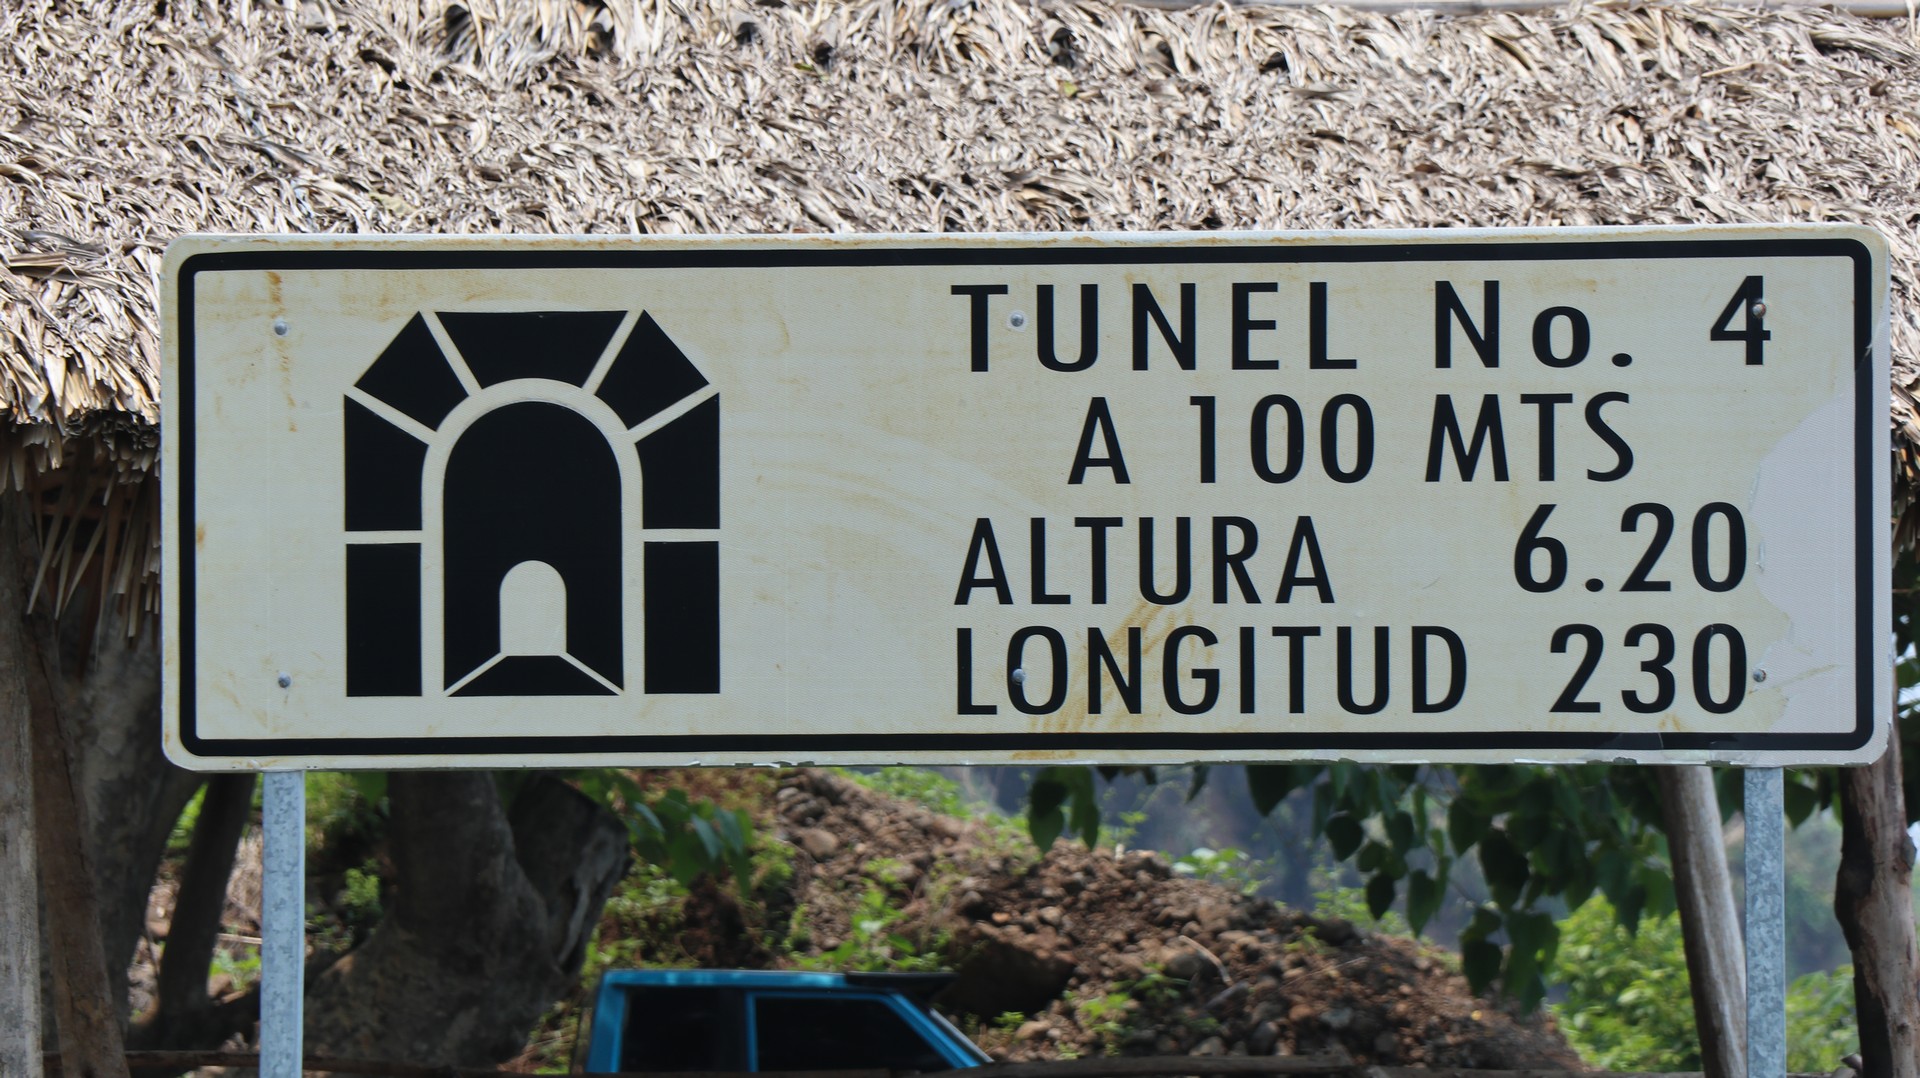 TUNEL No. 4
A 100 MTS
ALTURA 6.20
LONGITUD 230